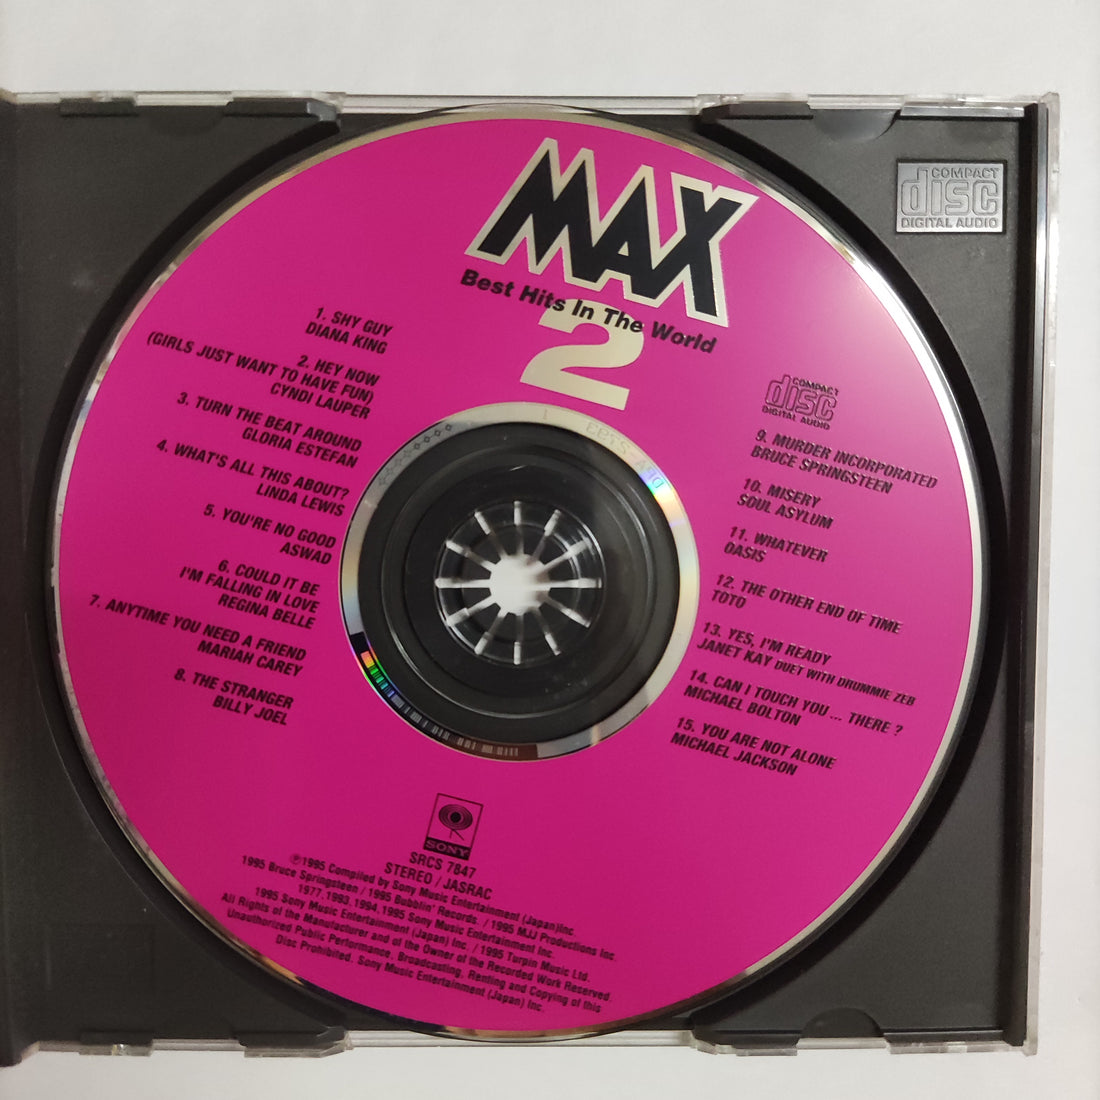 MAX
Best Hits In The World
2
COMPACT
disc
DIGITAL AUDIO
1. SHY GUY
DIANA KING
2. HEY NOW
(GIRLS JUST WANT TO HAVE FUN)
CYNDI LAUPER
3. TURN THE BEAT AROUND
GLORIA ESTEFAN
4. WHAT'S ALL THIS ABOUT?
LINDA LEWIS
5. YOU'RE NO GOOD
ASWAD
6. COULD IT BE
I'M FALLING IN LOVE
REGINA BELLE
7. ANYTIME YOU NEED A FRIEND
MARIAH CAREY
8. THE STRANGER
BILLY JOEL
COMPACT
disc
DIGITAL AUDIO
9. MURDER INCORPORATED
BRUCE SPRINGSTEEN
10. MISERY
SOUL ASYLUM
11. WHATEVER
OASIS
12. THE OTHER END OF TIME
TOTO
13. YES, I'M READY
JANET KAY DUET WITH DRUMMIE ZEB
14. CAN I TOUCH YOU ... THERE ?
MICHAEL BOLTON
15. YOU ARE NOT ALONE
MICHAEL JACKSON
SONY
SRCS 7847
STEREO / JASRAC
℗1995 Compiled by Sony Music Entertainment (Japan)Inc.
1995 Bruce Springsteen / 1995 Bubblin' Records. / 1995 MJJ Productions Inc.
1977.1993.1994.1995 Sony Music Entertainment Inc.
1995 Sony Music Entertainment (Japan) Inc. / 1995 Turpin Music Ltd.
All Rights of the Manufacturer and of the Owner of the Recorded Work Reserved.
Unauthorized Public Performance, Broadcasting, Renting and Copying of this
Disc Prohibited. Sony Music Entertainment (Japan) Inc.